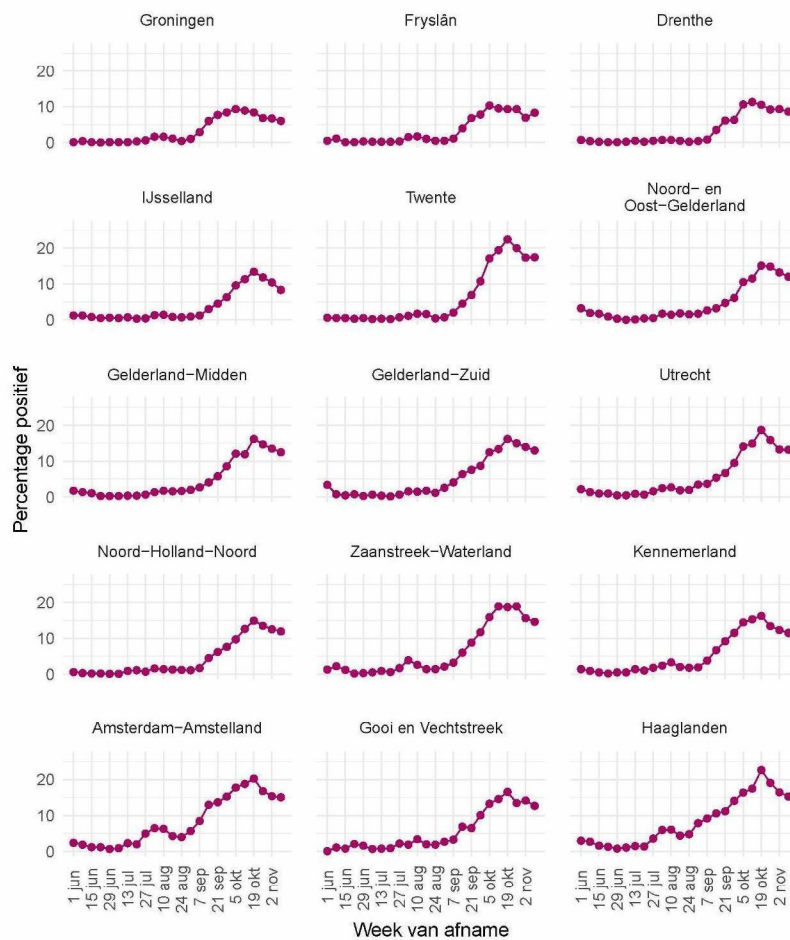 Groningen
Fryslân
Drenthe
20
10
0
IJsselland
Twente
Noord- en
Oost-Gelderland
20
10
0
Gelderland-Midden
Gelderland-Zuid
Utrecht
20
10
0
Noord-Holland-Noord
Zaanstreek-Waterland
Kennemerland
20
10
0
Amsterdam-Amstelland
Gooi en Vechtstreek
Haaglanden
20
10
0
Percentage positief
1 jun
15 jun
29 jun
13 jul
27 jul
10 aug
24 aug
7 sep
21 sep
5 okt
19 okt
2 nov
1 jun
15 jun
29 jun
13 jul
27 jul
10 aug
24 aug
7 sep
21 sep
5 okt
19 okt
2 nov
1 jun
15 jun
29 jun
13 jul
27 jul
10 aug
24 aug
7 sep
21 sep
5 okt
19 okt
2 nov
Week van afname